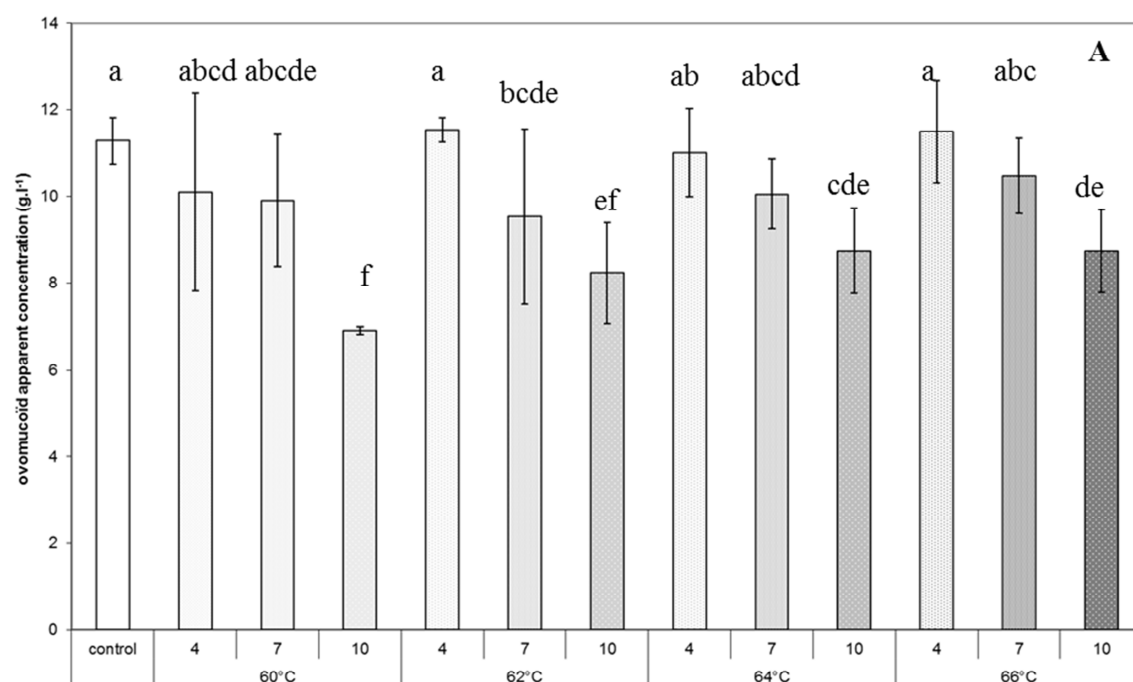 14
A
a abcd abcde a ab abcd a abc
12
bcde
10
cde de
ef
8
f
6
4
2
0
ovomucoïd apparent concentration (g.l-1)
control 4 7 10 4 7 10 4 7 10 4 7 10
60°C 62°C 64°C 66°C